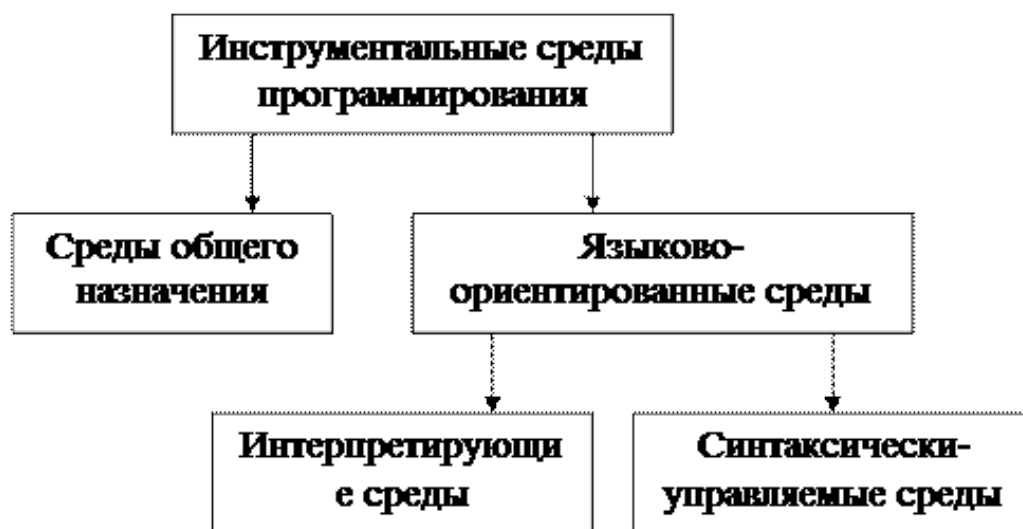 Инструментальные среды
программирования
Среды общего
назначения
Языково-
ориентированные среды
Интерпретирующи
е среды
Синтаксически-
управляемые среды